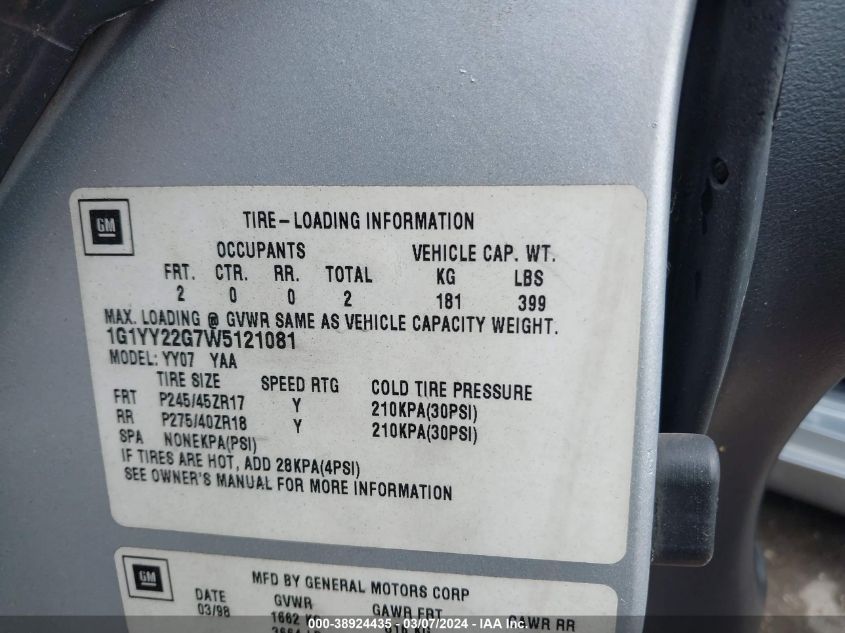 GM
TIRE-LOADING INFORMATION
OCCUPANTS VEHICLE CAP. WT.
FRT. CTR. RR. TOTAL KG LBS
2 0 0 2 181 399
MAX. LOADING @ GVWR SAME AS VEHICLE CAPACITY WEIGHT.
1G1YY22G7W5121081
MODEL: YY07 YAA
TIRE SIZE SPEED RTG COLD TIRE PRESSURE
FRT P245/45ZR17 Y 210KPA(30PSI)
RR P275/40ZR18 Y 210KPA(30PSI)
SPA NONEKPA(PSI)
IF TIRES ARE HOT, ADD 28KPA(4PSI)
SEE OWNER'S MANUAL FOR MORE INFORMATION
GM
MFD BY GENERAL MOTORS CORP
DATE GVWR GAWR FRT GAWR RR
03/98 1662
000-38924435 - 03/07/2024 - IAA Inc.